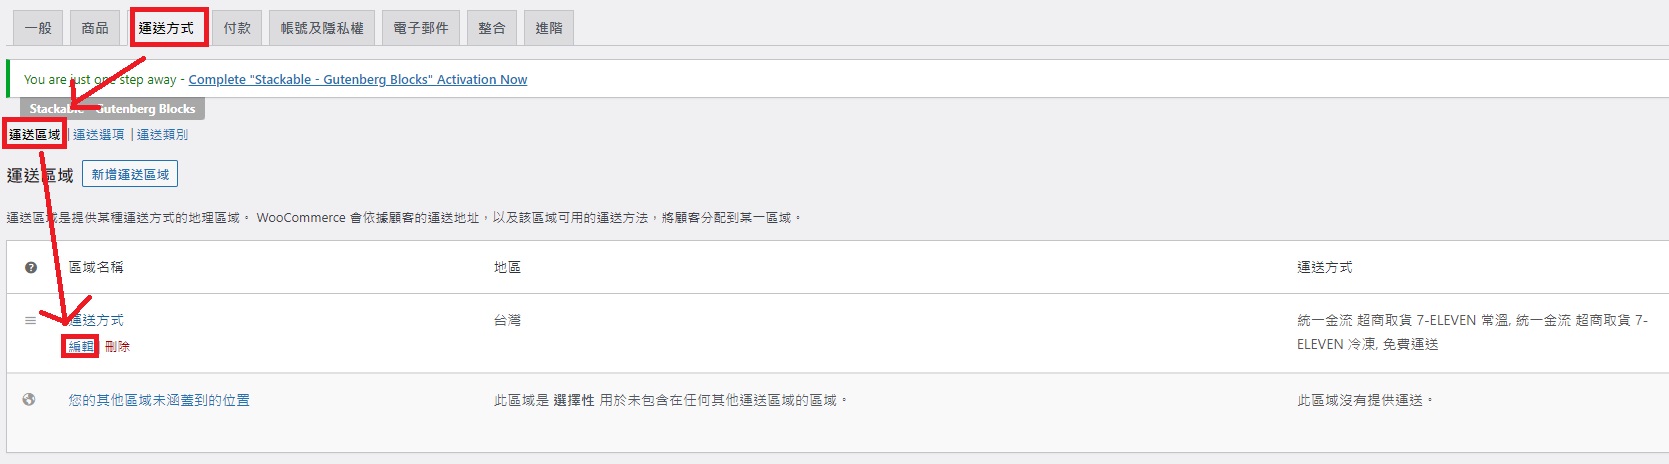 一般 商品 運送方式 付款 帳號及隱私權 電子郵件 整合 進階
You are just one step away - Complete "Stackable - Gutenberg Blocks" Activation Now
Stackable - Gutenberg Blocks
運送區域 | 運送選項 | 運送類別
運送區域 新增運送區域
運送區域是提供某種運送方式的地理區域。 WooCommerce 會依據顧客的運送地址，以及該區域可用的運送方法，將顧客分配到某一區域。
? 區域名稱 地區 運送方式
運送方式 台灣 統一金流 超商取貨 7-ELEVEN 常溫, 統一金流 超商取貨 7-
編輯 | 刪除 ELEVEN 冷凍, 免費運送
您的其他區域未涵蓋到的位置 此區域是 選擇性 用於未包含在任何其他運送區域的區域。 此區域沒有提供運送。